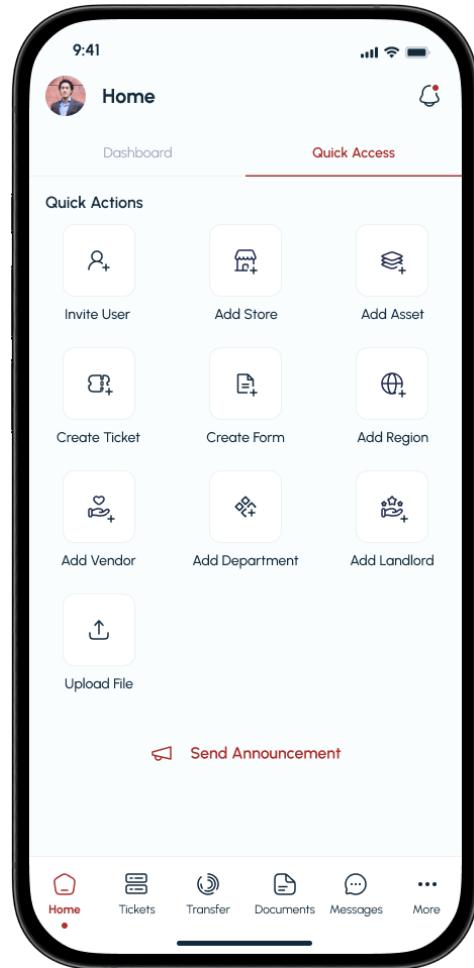 9:41
Home
Dashboard Quick Access
Quick Actions
Invite User Add Store Add Asset
Create Ticket Create Form Add Region
Add Vendor Add Department Add Landlord
Upload File
Send Announcement
Home Tickets Transfer Documents Messages More